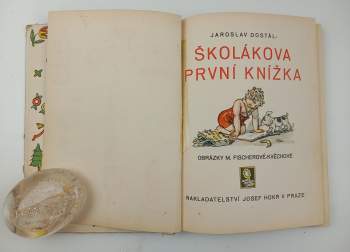 JAROSLAV DOSTÁL:
ŠKOLÁKOVA
PRVNÍ KNÍŽKA
OBRÁZKY M. FISCHEROVÉ-KVĚCHOVÉ
NAKLADATELSTVÍ JOSEF HOKR V PRAZE